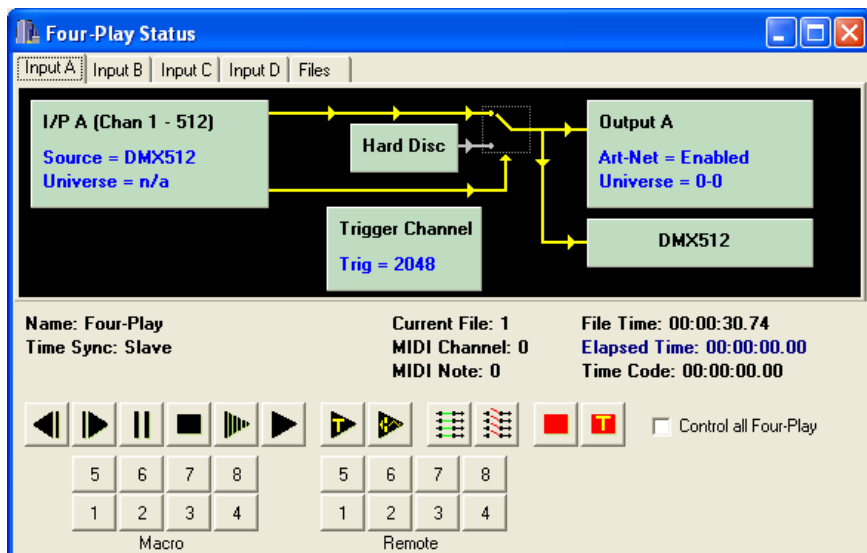 Four-Play Status
Input A Input B Input C Input D Files
I/P A (Chan 1 - 512)
Source = DMX512
Universe = n/a
Hard Disc
Trigger Channel
Trig = 2048
Output A
Art-Net = Enabled
Universe = 0-0
DMX512
Name: Four-Play
Time Sync: Slave
Current File: 1
MIDI Channel: 0
MIDI Note: 0
File Time: 00:00:30.74
Elapsed Time: 00:00:00.00
Time Code: 00:00:00.00
T
T
Control all Four-Play
5 6 7 8
1 2 3 4
Macro
5 6 7 8
1 2 3 4
Remote